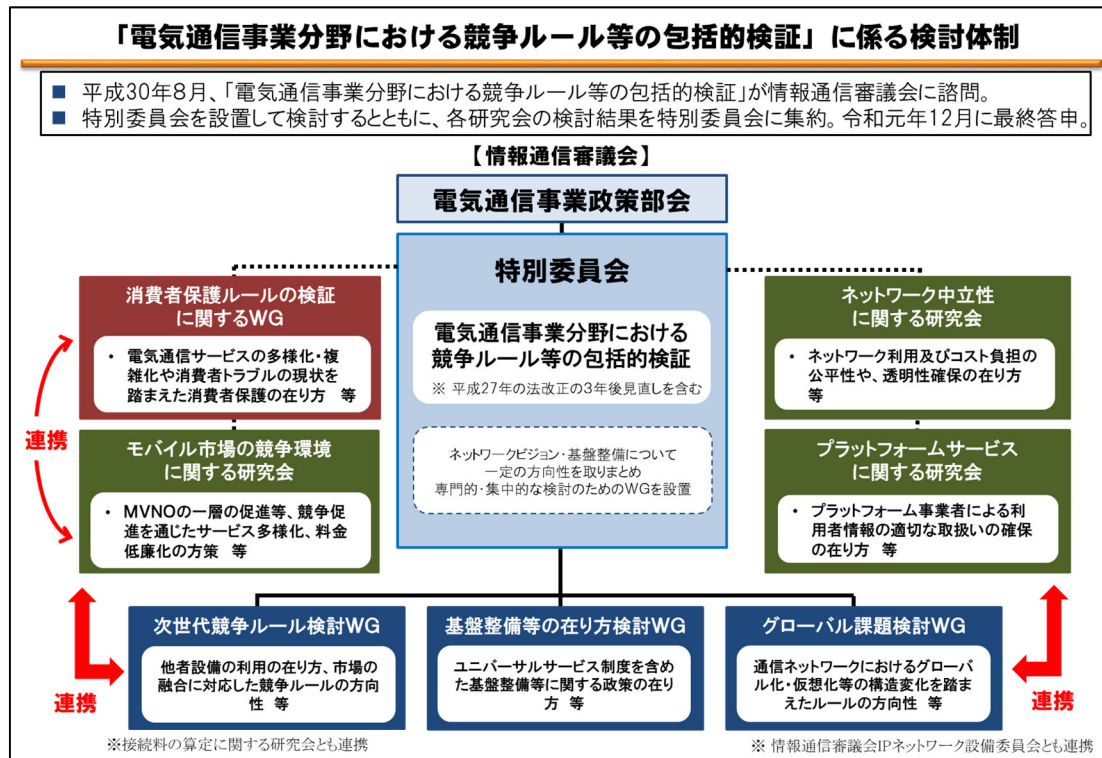 「電気通信事業分野における競争ルール等の包括的検証」に係る検討体制
■ 平成30年8月、「電気通信事業分野における競争ルール等の包括的検証」が情報通信審議会に諮問。
■ 特別委員会を設置して検討するとともに、各研究会の検討結果を特別委員会に集約。令和元年12月に最終答申。
【情報通信審議会】
電気通信事業政策部会
特別委員会
電気通信事業分野における
競争ルール等の包括的検証
※ 平成27年の法改正の3年後見直しを含む
ネットワークビジョン・基盤整備について
一定の方向性を取りまとめ
専門的・集中的な検討のためのWGを設置
消費者保護ルールの検証
に関するWG
・ 電気通信サービスの多様化・複
雑化や消費者トラブルの現状を
踏まえた消費者保護の在り方 等
連携
モバイル市場の競争環境
に関する研究会
・ MVNOの一層の促進等、競争促
進を通じたサービス多様化、料金
低廉化の方策 等
ネットワーク中立性
に関する研究会
・ ネットワーク利用及びコスト負担の
公平性や、透明性確保の在り方
等
プラットフォームサービス
に関する研究会
・ プラットフォーム事業者による利
用者情報の適切な取扱いの確保
の在り方 等
連携
次世代競争ルール検討WG
他者設備の利用の在り方、市場の
融合に対応した競争ルールの方向
性 等
基盤整備等の在り方検討WG
ユニバーサルサービス制度を含め
た基盤整備等に関する政策の在り
方 等
グローバル課題検討WG
通信ネットワークにおけるグローバ
ル化・仮想化等の構造変化を踏ま
えたルールの方向性 等
連携
※接続料の算定に関する研究会とも連携
※ 情報通信審議会IPネットワーク設備委員会とも連携